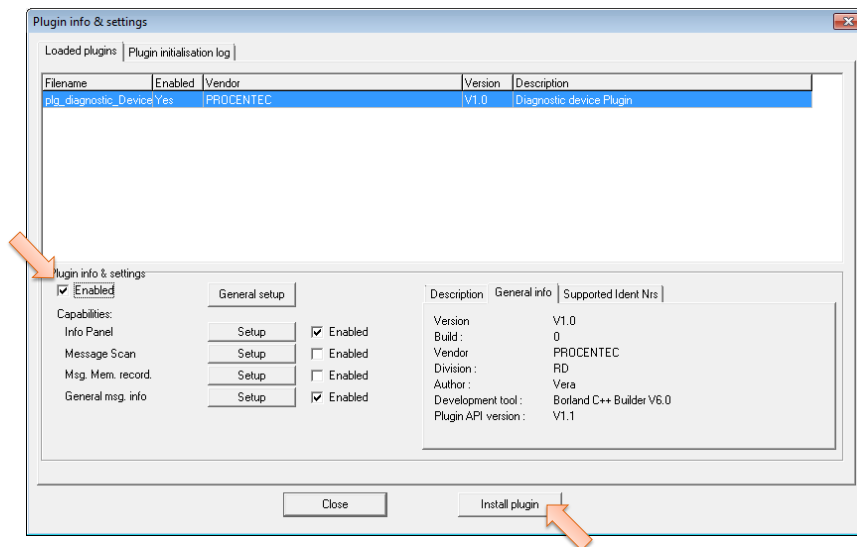 Plugin info & settings
Loaded plugins Plugin initialisation log
Filename Enabled Vendor Version Description
plg_diagnostic_Device Yes PROCENTEC V1.0 Diagnostic device Plugin
Plugin info & settings
Enabled General setup Description General info Supported Ident Nrs
Capabilities:
Info Panel Setup Enabled
Message Scan Setup Enabled
Msg. Mem. record. Setup Enabled
General msg. info Setup Enabled
Version V1.0
Build : 0
Vendor PROCENTEC
Division : RD
Author : Vera
Development tool : Borland C++ Builder V6.0
Plugin API version : V1.1
Close Install plugin